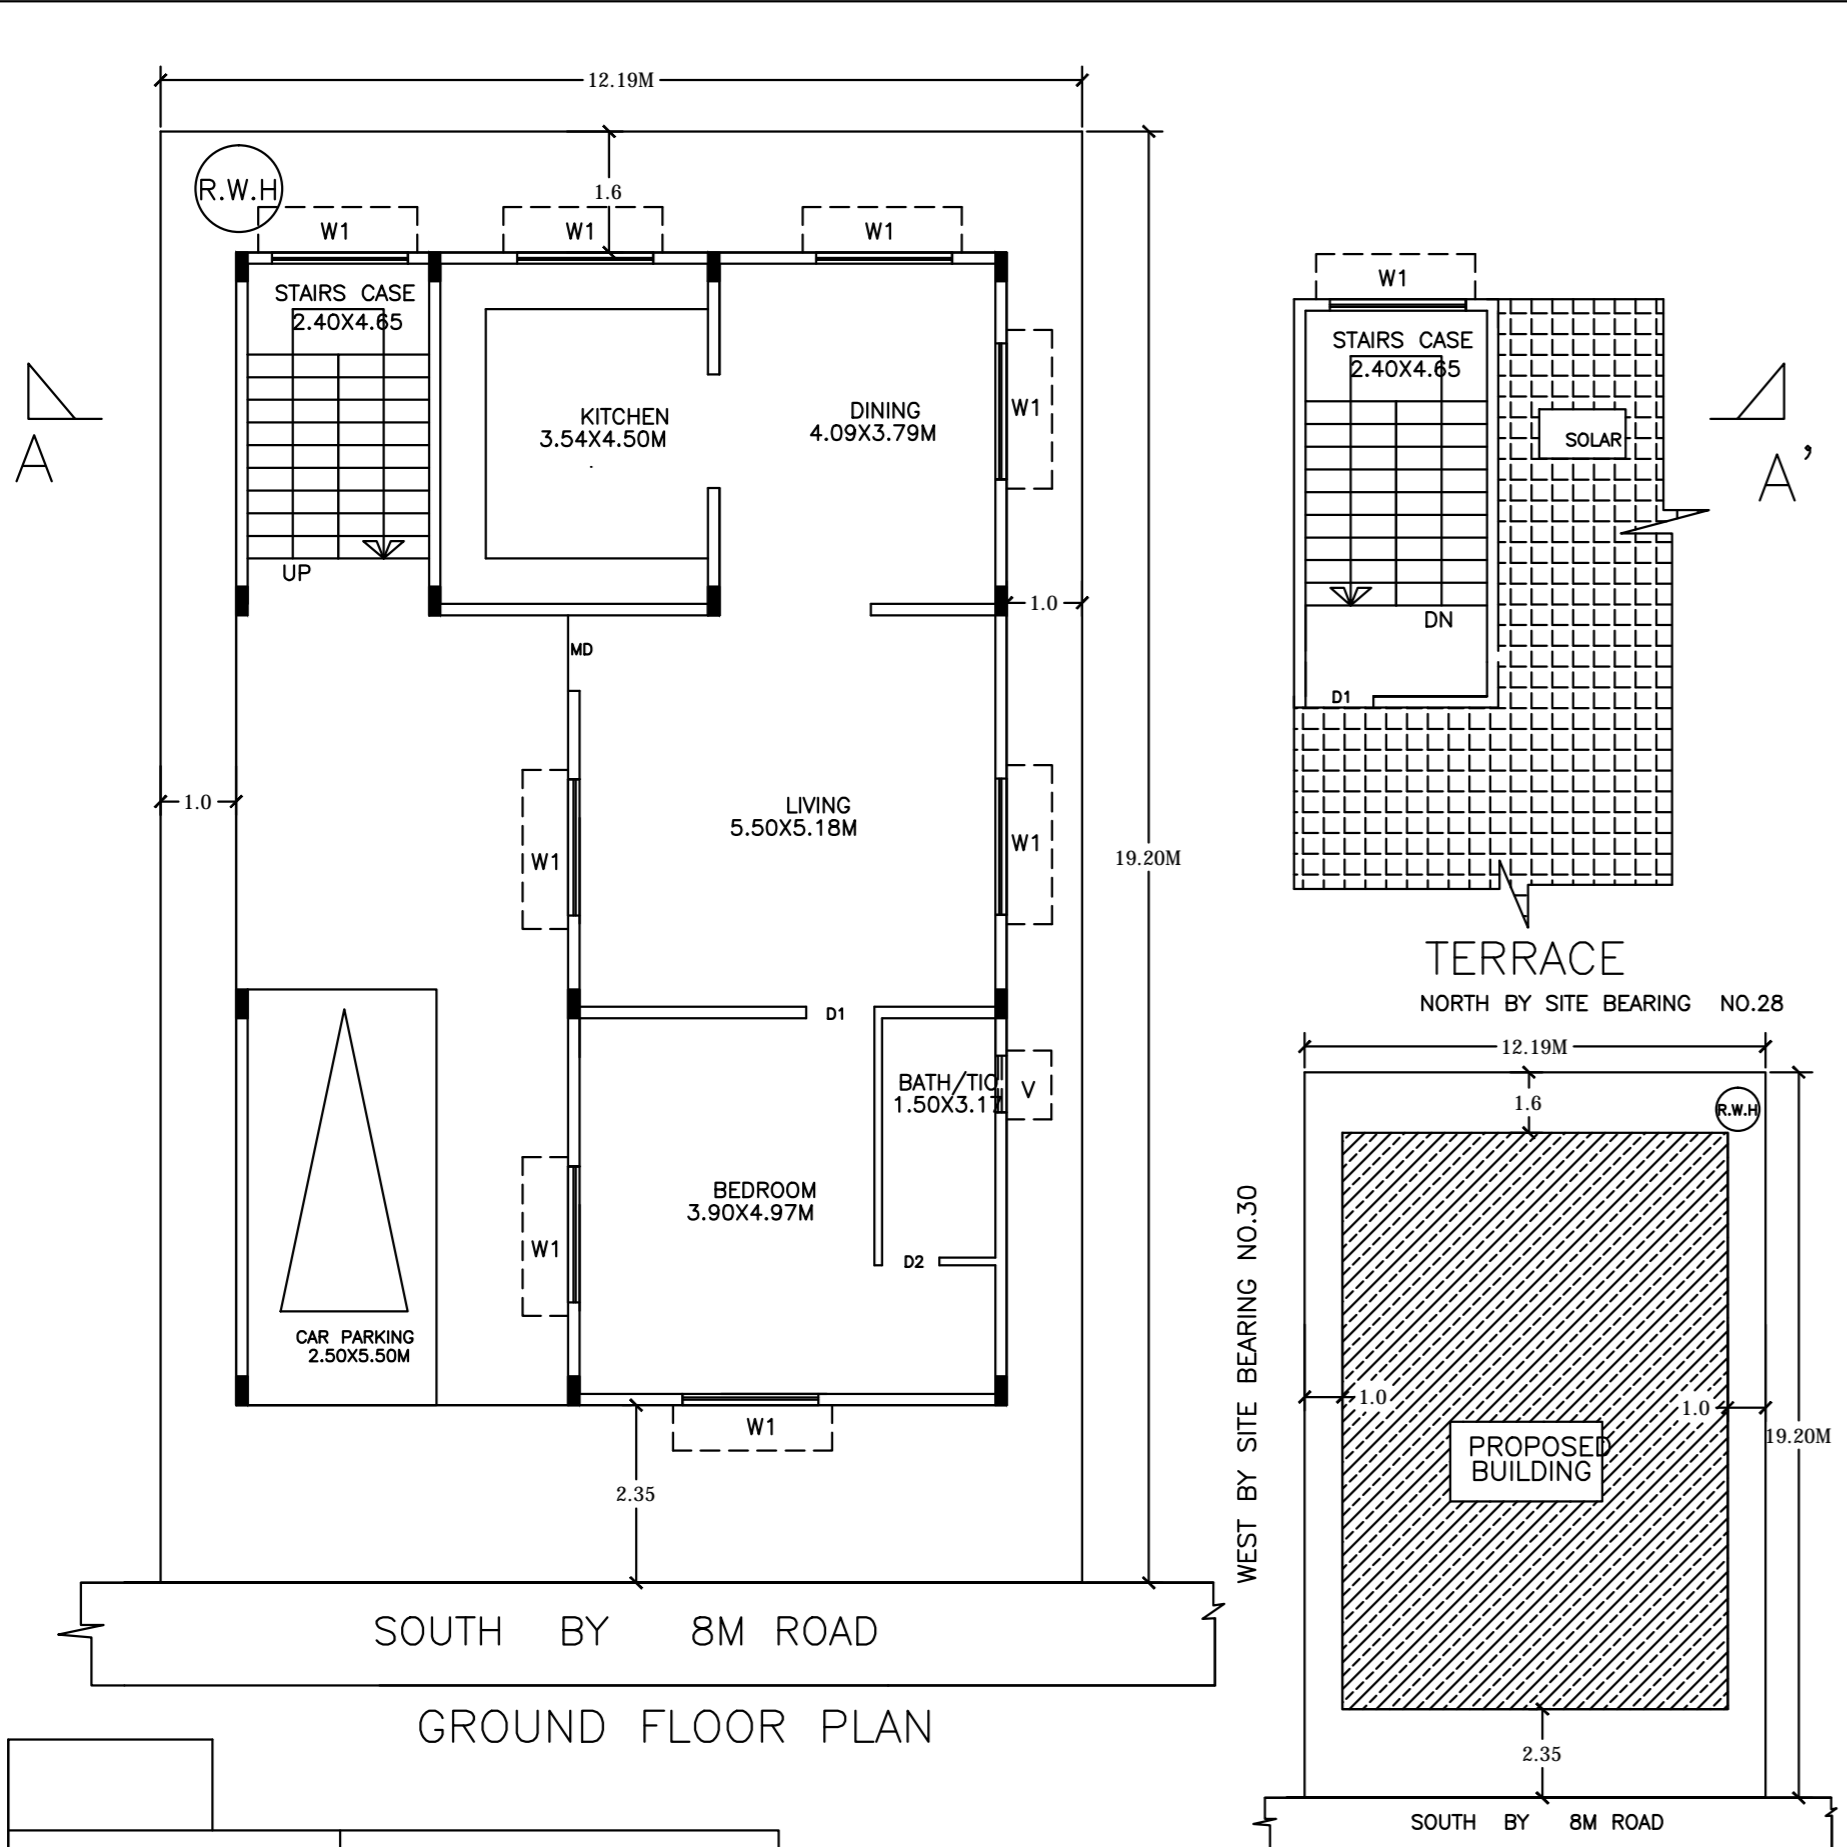 12.19M
R.W.H
1.6
W1
W1
W1
STAIRS CASE
2.40X4.65
KITCHEN
3.54X4.50M
DINING
4.09X3.79M
W1
A
UP
1.0
MD
1.0
LIVING
5.50X5.18M
W1
W1
19.20M
D1
BATH/TIO
1.50X3.17
V
BEDROOM
3.90X4.97M
W1
D2
CAR PARKING
2.50X5.50M
W1
2.35
SOUTH BY 8M ROAD
GROUND FLOOR PLAN
W1
STAIRS CASE
2.40X4.65
SOLAR
A'
DN
D1
TERRACE
NORTH BY SITE BEARING NO.28
12.19M
1.6
R.W.H
WEST BY SITE BEARING NO.30
1.0
1.0
19.20M
PROPOSED
BUILDING
2.35
SOUTH BY 8M ROAD